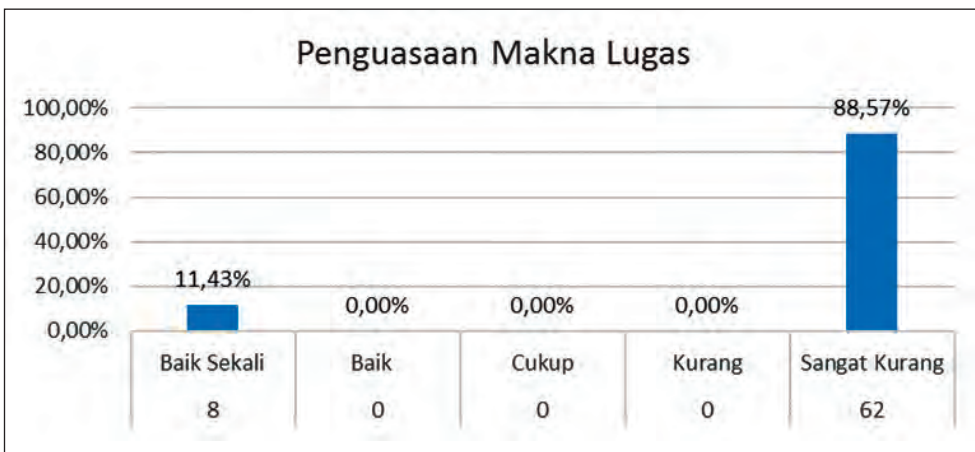 Penguasaan Makna Lugas
100,00%
80,00%
60,00%
40,00%
20,00%
0,00%
11,43%
0,00%
0,00%
0,00%
88,57%
Baik Sekali
Baik
Cukup
Kurang
Sangat Kurang
8
0
0
0
62